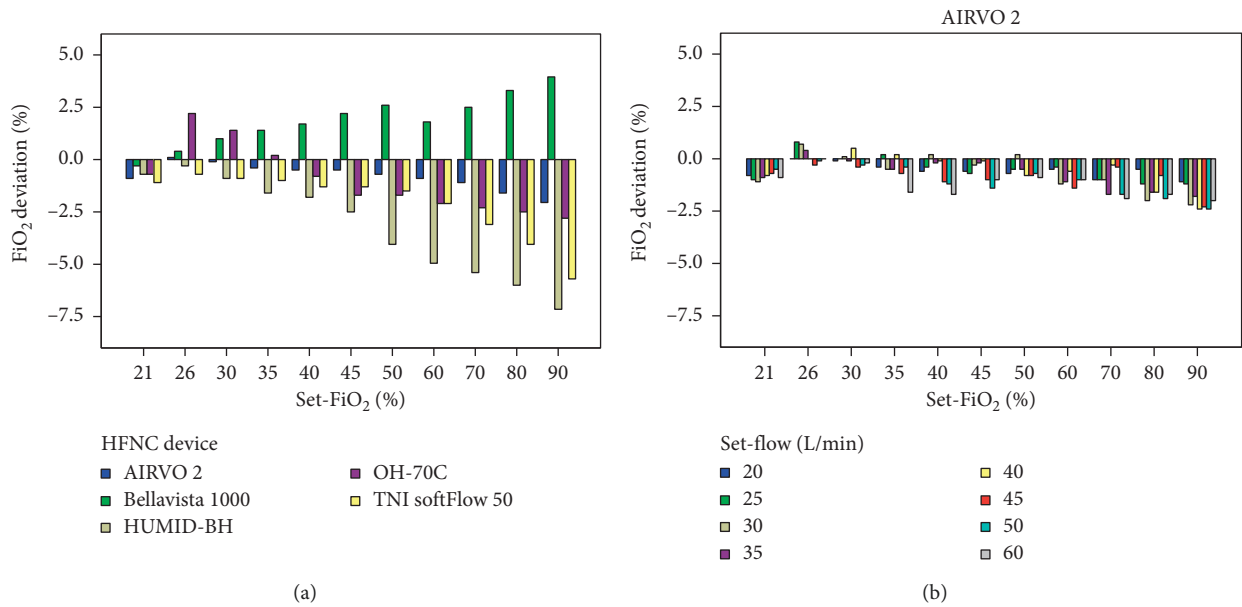 AIRVO 2
5.0
2.5
0.0
−2.5
−5.0
−7.5
FiO2 deviation (%)
21 26 30 35 40 45 50 60 70 80 90
Set-FiO2 (%)
HFNC device
AIRVO 2
Bellavista 1000
HUMID-BH
OH-70C
TNI softFlow 50
(a)
5.0
2.5
0.0
−2.5
−5.0
−7.5
FiO2 deviation (%)
21 26 30 35 40 45 50 60 70 80 90
Set-FiO2 (%)
Set-flow (L/min)
20
25
30
35
40
45
50
60
(b)